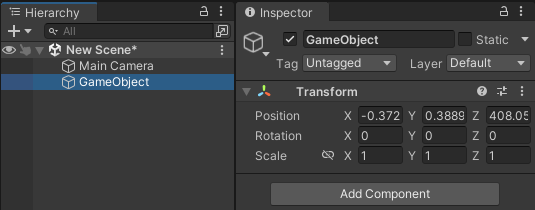 Hierarchy
All
New Scene*
Main Camera
GameObject
Inspector
GameObject Static
Tag Untagged Layer Default
Transform
Position X -0.372 Y 0.3889 Z 408.05
Rotation X 0 Y 0 Z 0
Scale X 1 Y 1 Z 1
Add Component